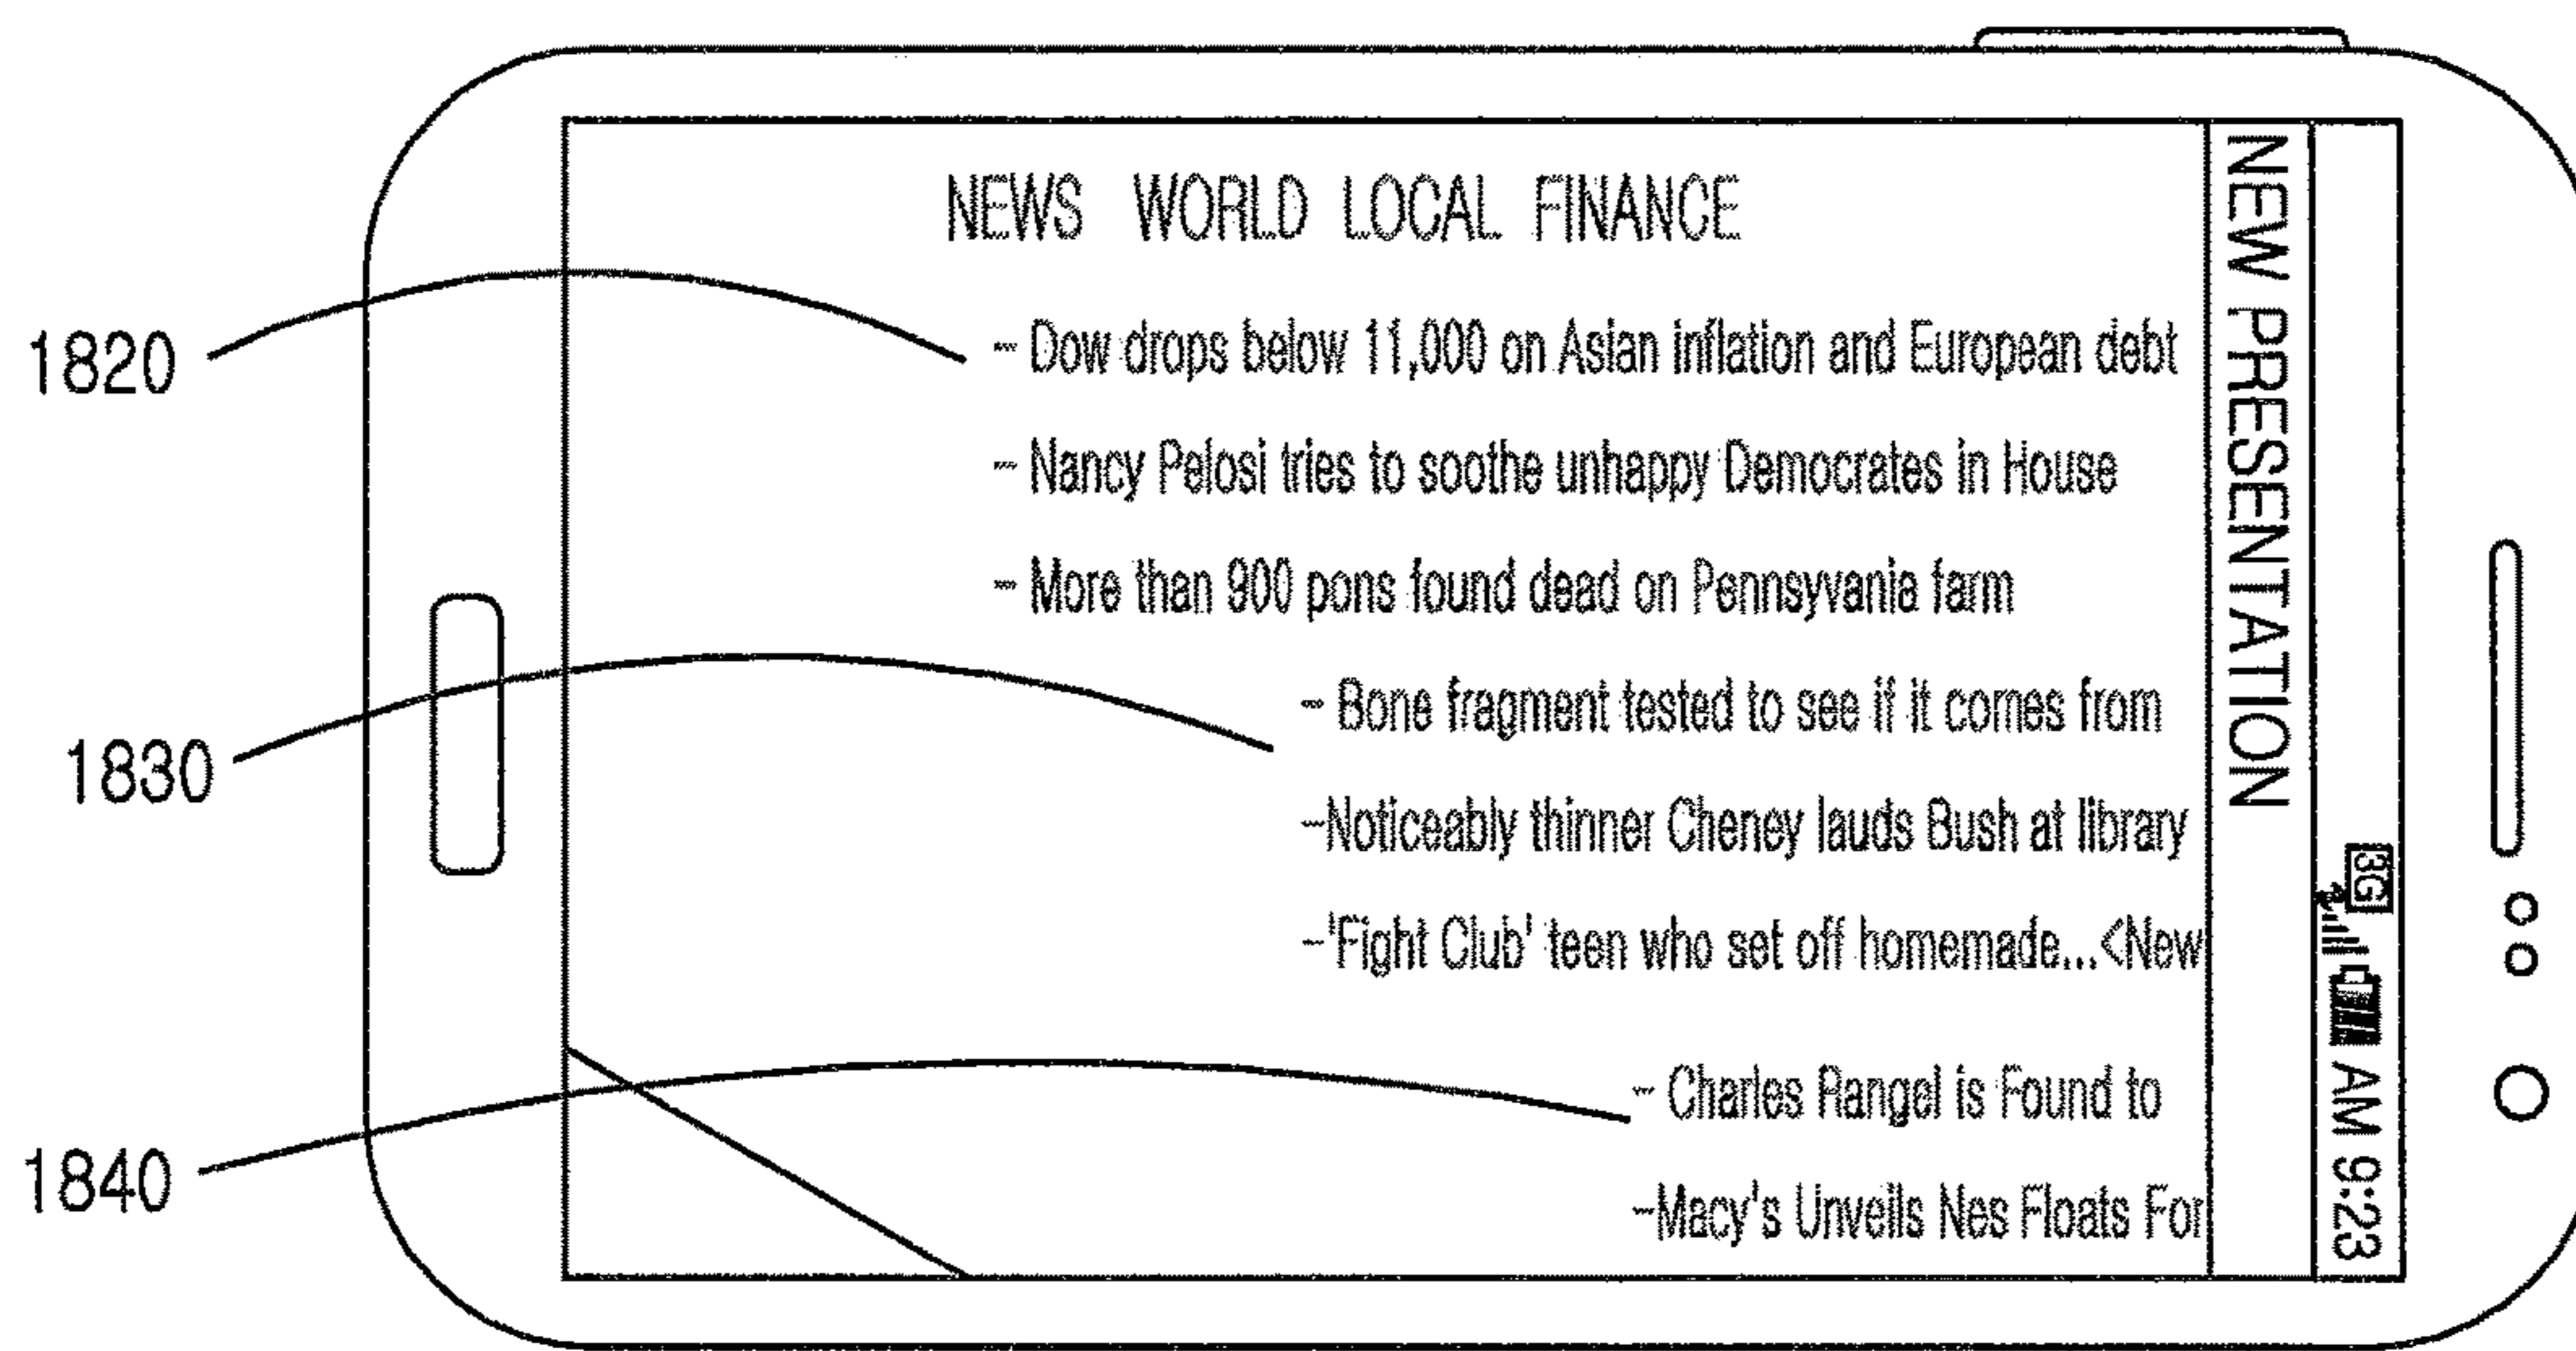 NEWS WORLD LOCAL FINANCE
1820
- Dow drops below 11,000 on Asian inflation and European debt
- Nancy Pelosi tries to soothe unhappy Democrates in House
- More than 900 pons found dead on Pennsyvania farm
1830
- Bone fragment tested to see if it comes from
-Noticeably thinner Cheney lauds Bush at library
-'Fight Club' teen who set off homemade...<New
1840
- Charles Rangel is Found to
-Macy's Unveils Nes Floats For
NEW PRESENTATION
3G AM 9:23